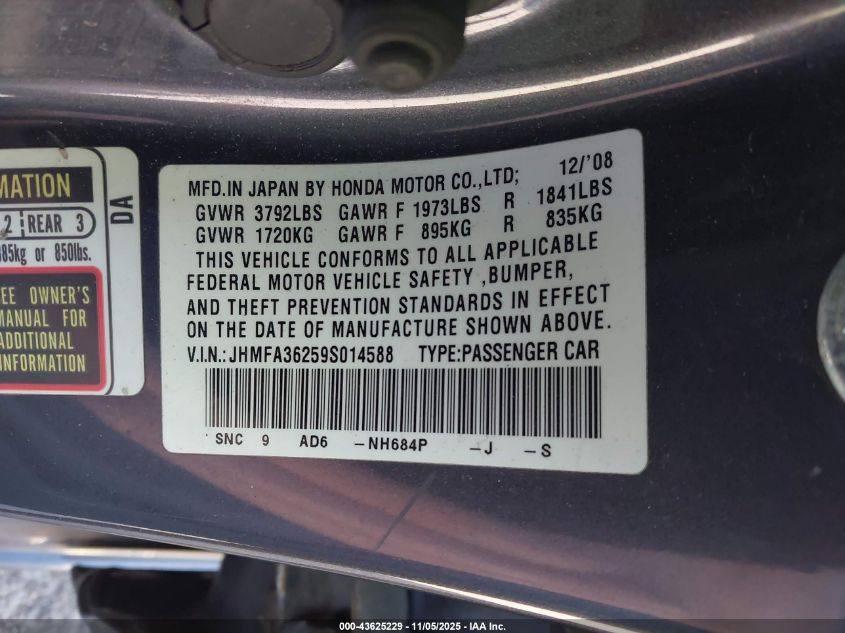 MATION
2 REAR 3
385kg or 850lbs.
EE OWNER'S
MANUAL FOR
ADDITIONAL
INFORMATION
DA
MFD.IN JAPAN BY HONDA MOTOR CO.,LTD; 12/'08
GVWR 3792LBS GAWR F 1973LBS R 1841LBS
GVWR 1720KG GAWR F 895KG R 835KG
THIS VEHICLE CONFORMS TO ALL APPLICABLE
FEDERAL MOTOR VEHICLE SAFETY ,BUMPER,
AND THEFT PREVENTION STANDARDS IN EFFECT
ON THE DATE OF MANUFACTURE SHOWN ABOVE.
V.I.N.:JHMFA36259S014588 TYPE:PASSENGER CAR
SNC 9 AD6 -NH684P -J -S
000-43625229 - 11/05/2025 - IAA Inc.